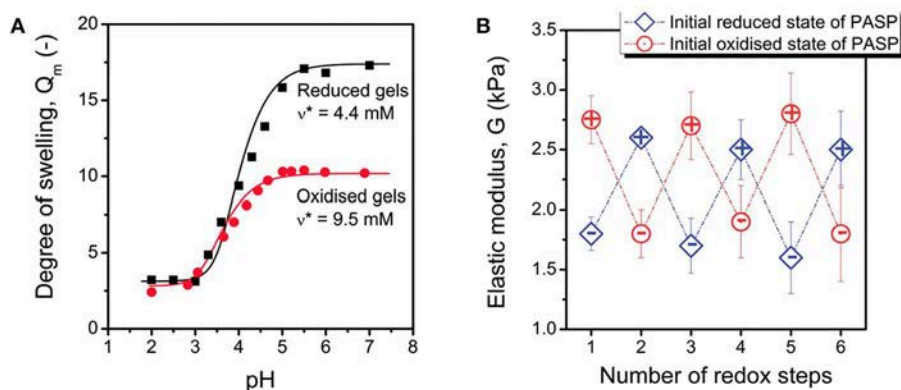 A
Degree of swelling, Qm (-)
25
20
15
10
5
0
1 2 3 4 5 6 7 8
pH
Reduced gels
ν* = 4.4 mM
Oxidised gels
ν* = 9.5 mM
B
Initial reduced state of PASP
Initial oxidised state of PASP
Elastic modulus, G (kPa)
3.5
3.0
2.5
2.0
1.5
1.0
1 2 3 4 5 6
Number of redox steps